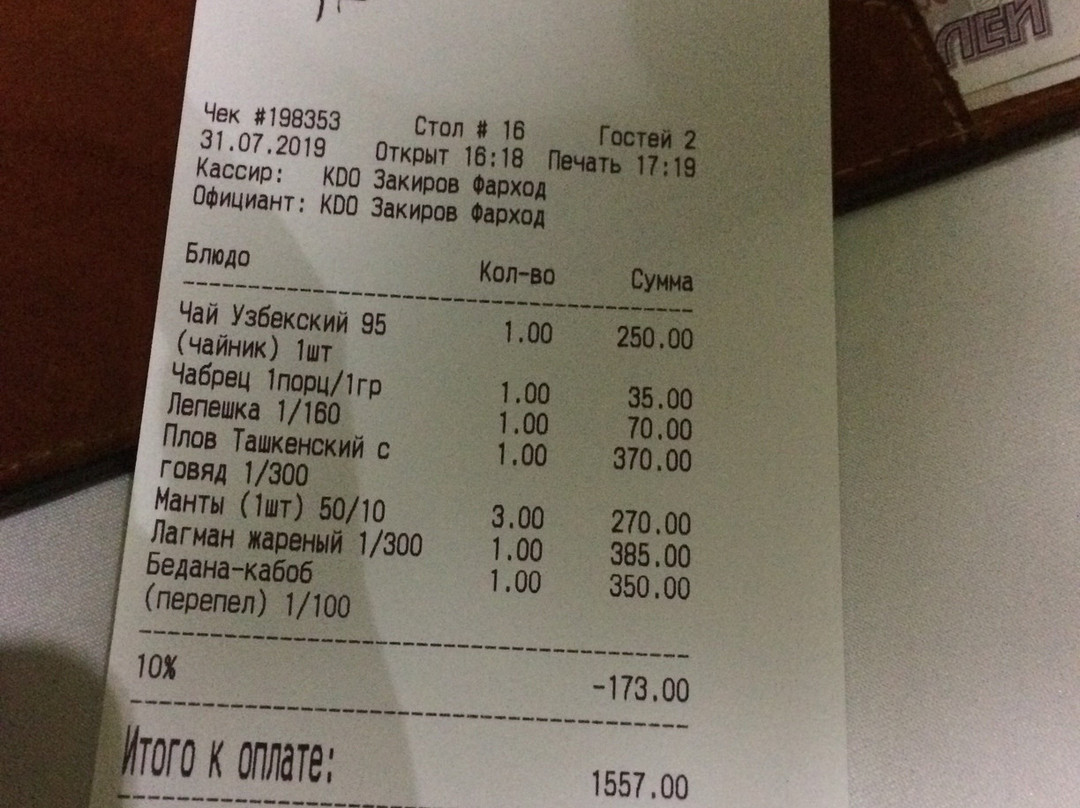 ЛЕЙ
Чек #198353 Стол # 16 Гостей 2
31.07.2019 Открыт 16:18 Печать 17:19
Кассир: KDO Закиров Фарход
Официант: KDO Закиров Фарход
Блюдо Кол-во Сумма
Чай Узбекский 95 1.00 250.00
(чайник) 1шт
Чабрец 1порц/1гр 1.00 35.00
Лепешка 1/160 1.00 70.00
Плов Ташкенский с 1.00 370.00
говяд 1/300
Манты (1шт) 50/10 3.00 270.00
Лагман жареный 1/300 1.00 385.00
Бедана-кабоб 1.00 350.00
(перепел) 1/100
10% -173.00
Итого к оплате: 1557.00